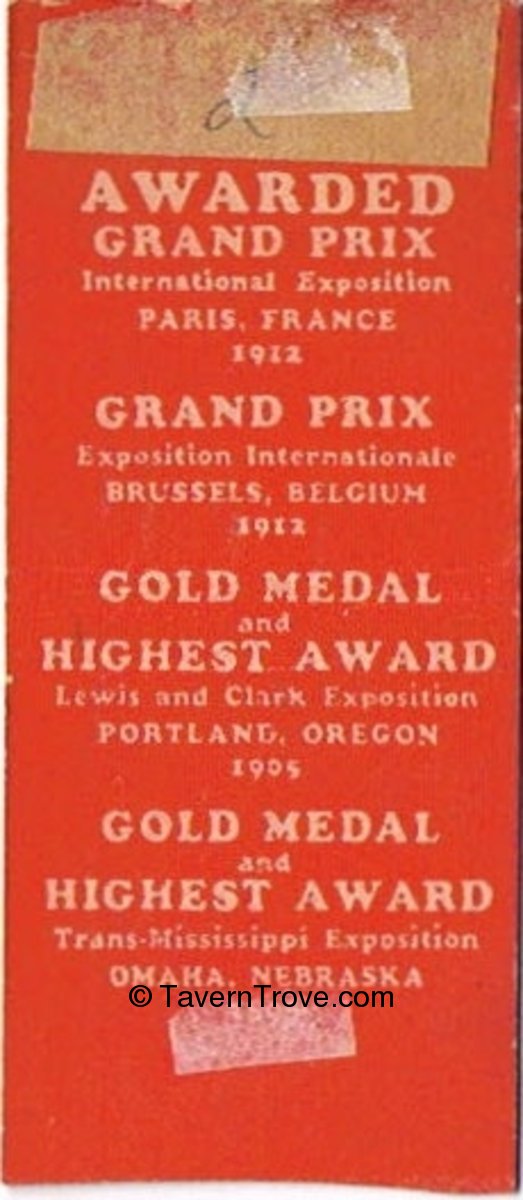 d
AWARDED
GRAND PRIX
International Exposition
PARIS, FRANCE
1912
GRAND PRIX
Exposition Internationale
BRUSSELS, BELGIUM
1912
GOLD MEDAL
and
HIGHEST AWARD
Lewis and Clark Exposition
PORTLAND, OREGON
1905
GOLD MEDAL
and
HIGHEST AWARD
Trans-Mississippi Exposition
OMAHA, NEBRASKA
© TavernTrove.com